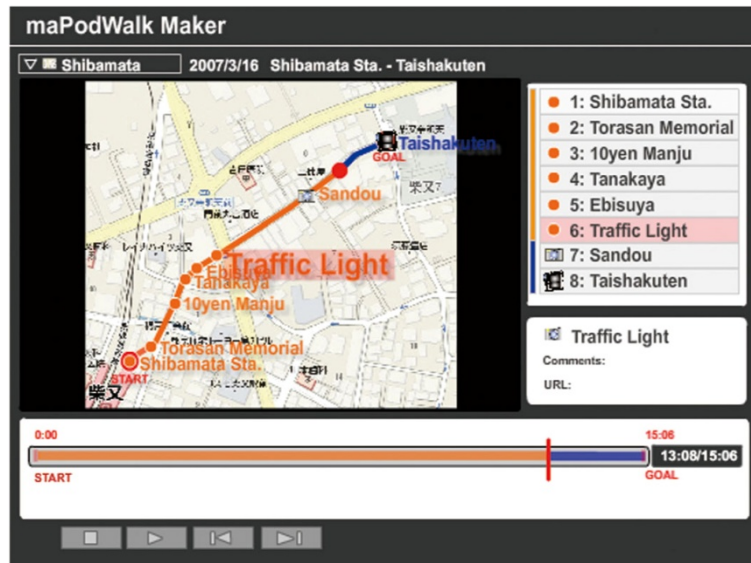 maPodWalk Maker
Shibamata
2007/3/16 Shibamata Sta. - Taishakuten
Taishakuten
GOAL
Sandou
柴又7
Traffic Light
Ebisuya
Tanakaya
10yen Manju
Torasan Memorial
Shibamata Sta.
START
柴又
1: Shibamata Sta.
2: Torasan Memorial
3: 10yen Manju
4: Tanakaya
5: Ebisuya
6: Traffic Light
7: Sandou
8: Taishakuten
Traffic Light
Comments:
URL:
0:00
15:06
13:08/15:06
START
GOAL